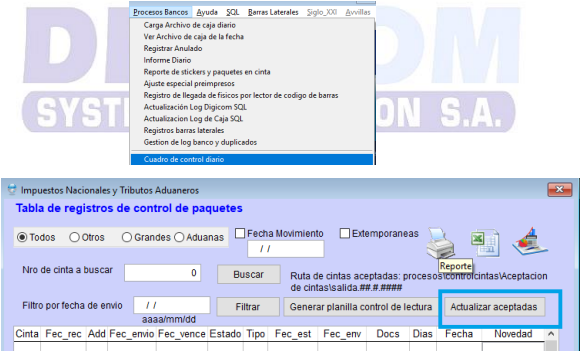 Procesos Bancos Ayuda SQL Barras Laterales Siglo_XXI Avvillas
Carga Archivo de caja diario
Ver Archivo de caja de la fecha
Registrar Anulado
Informe Diario
Reporte de stickers y paquetes en cinta
Ajuste especial preimpresos
Registro de llegada de fisicos por lector de codigo de barras
Actualización Log Digicom SQL
Actualizacion Log de Caja SQL
Registros barras laterales
Gestion de log banco y duplicados
Cuadro de control diario
SYST ON S.A.
Impuestos Nacionales y Tributos Aduaneros
Tabla de registros de control de paquetes
Todos Otros Grandes Aduanas Fecha Movimiento Extemporaneas
/ /
Reporte
Nro de cinta a buscar 0 Buscar Ruta de cintas aceptadas: procesos\controlcintas\Aceptacion
de cintas\salida.##.#.####
Filtro por fecha de envio / / Filtrar Generar planilla control de lectura Actualizar aceptadas
aaaa/mm/dd
Cinta Fec_rec Add Fec_envio Fec_vence Estado Tipo Fec_est Fec_env Docs Dias Fecha Novedad